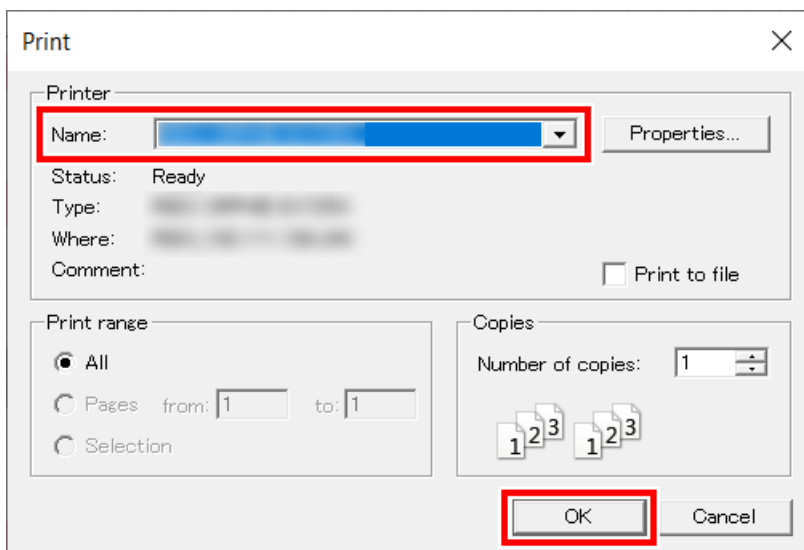 Print
Printer
Name:
Properties...
Status: Ready
Type:
Where:
Comment:
Print to file
Print range
All
Pages from: 1 to: 1
Selection
Copies
Number of copies: 1
1 2 3 1 2 3
OK Cancel